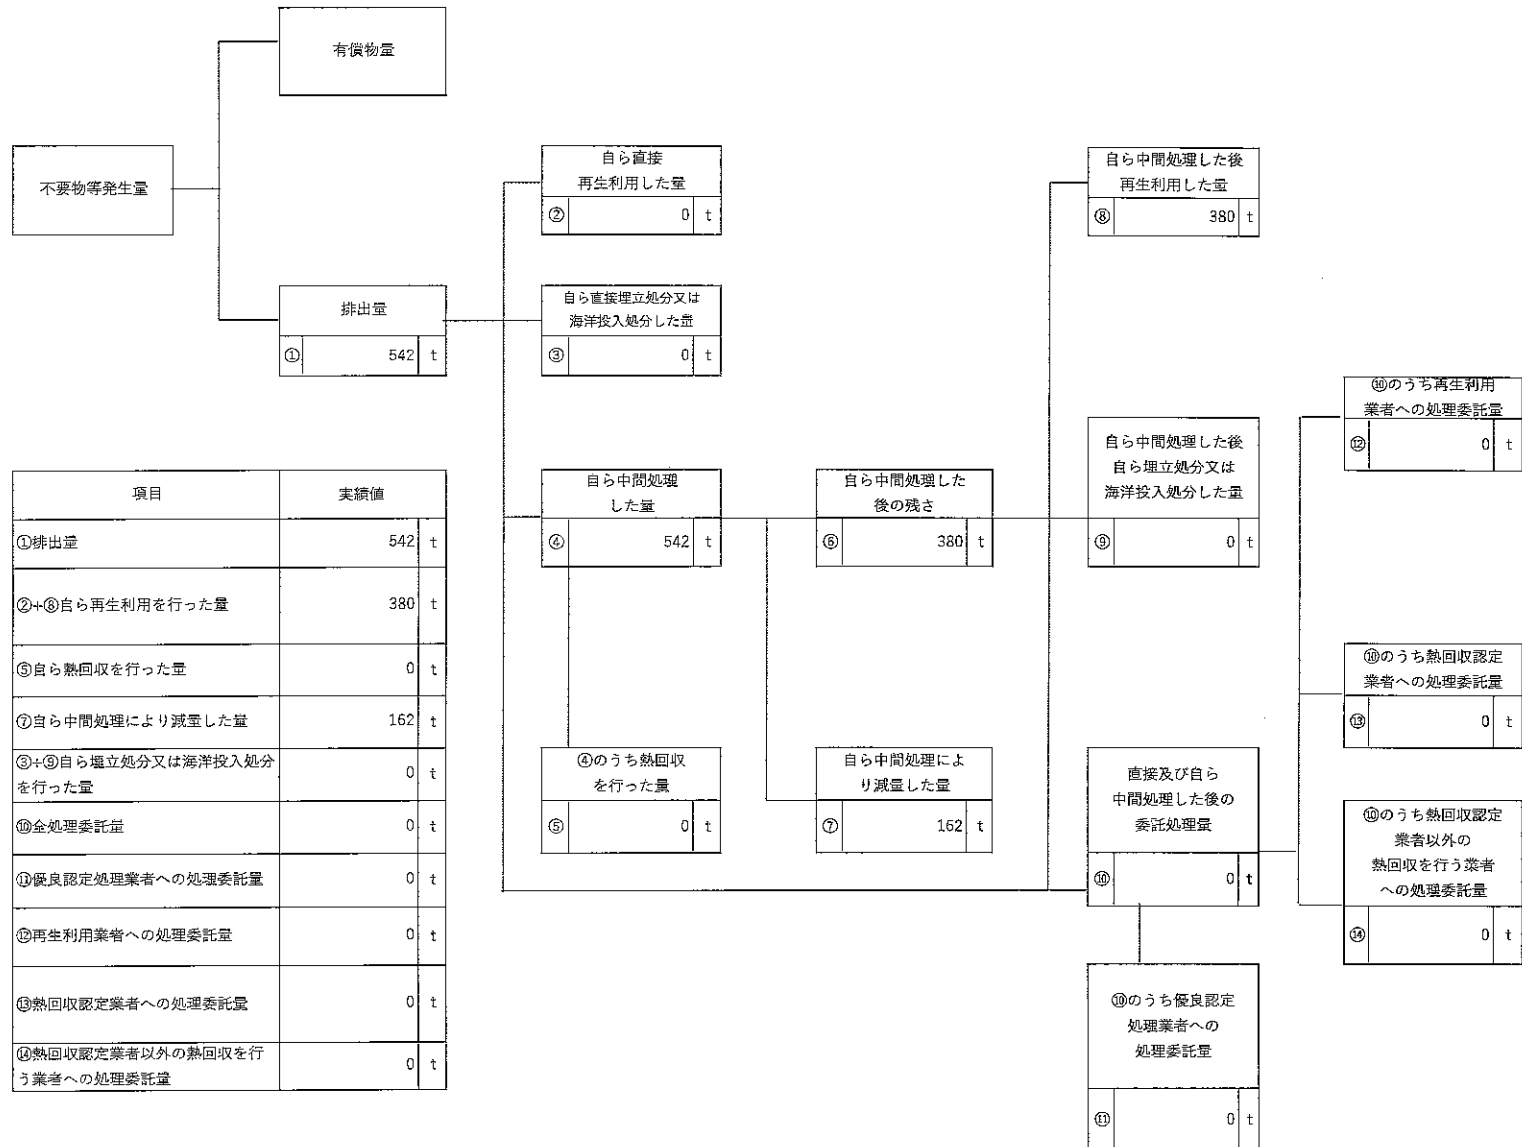 有償物量
不要物等発生量
排出量
① 542 t
自ら直接
再生利用した量
② 0 t
自ら直接埋立処分又は
海洋投入処分した量
③ 0 t
自ら中間処理
した量
④ 542 t
④のうち熱回収
を行った量
⑤ 0 t
自ら中間処理した
後の残さ
⑥ 380 t
自ら中間処理によ
り減量した量
⑦ 162 t
自ら中間処理した後
再生利用した量
⑧ 380 t
自ら中間処理した後
自ら埋立処分又は
海洋投入処分した量
⑨ 0 t
直接及び自ら
中間処理した後の
委託処理量
⑩ 0 t
⑩のうち優良認定
処理業者への
処理委託量
⑪ 0 t
⑩のうち再生利用
業者への処理委託量
⑫ 0 t
⑩のうち熱回収認定
業者への処理委託量
⑬ 0 t
⑩のうち熱回収認定
業者以外の
熱回収を行う業者
への処理委託量
⑭ 0 t
項目 実績値
①排出量 542 t
②+⑧自ら再生利用を行った量 380 t
⑤自ら熱回収を行った量 0 t
⑦自ら中間処理により減量した量 162 t
③+⑨自ら埋立処分又は海洋投入処分
を行った量 0 t
⑩全処理委託量 0 t
⑪優良認定処理業者への処理委託量 0 t
⑫再生利用業者への処理委託量 0 t
⑬熱回収認定業者への処理委託量 0 t
⑭熱回収認定業者以外の熱回収を行
う業者への処理委託量 0 t